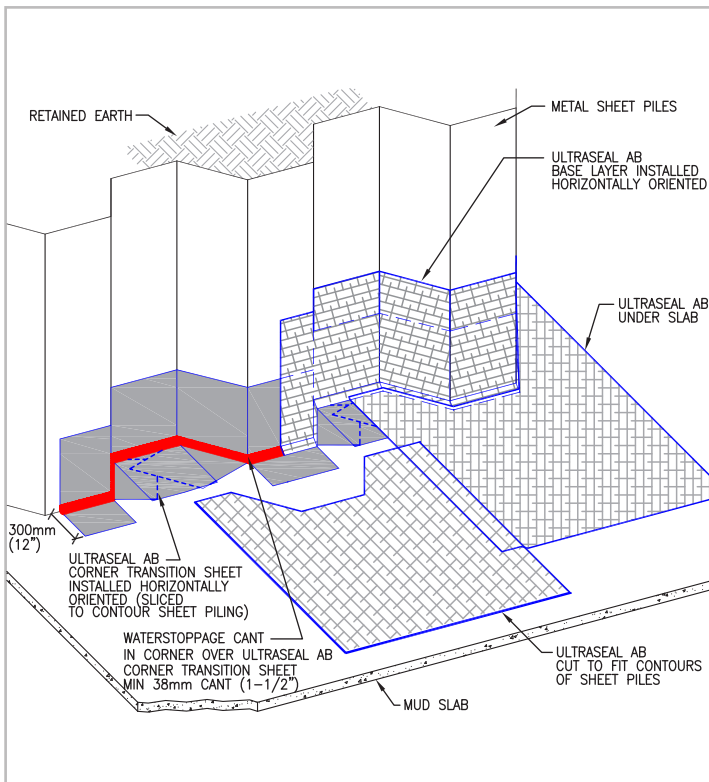 RETAINED EARTH
METAL SHEET PILES
ULTRASEAL AB
BASE LAYER INSTALLED
HORIZONTALLY ORIENTED
ULTRASEAL AB
UNDER SLAB
300mm
(12")
ULTRASEAL AB
CORNER TRANSITION SHEET
INSTALLED HORIZONTALLY
ORIENTED (SLICED
TO CONTOUR SHEET PILING)
WATERSTOPPAGE CANT
IN CORNER OVER ULTRASEAL AB
CORNER TRANSITION SHEET
MIN 38mm CANT (1-1/2")
ULTRASEAL AB
CUT TO FIT CONTOURS
OF SHEET PILES
MUD SLAB